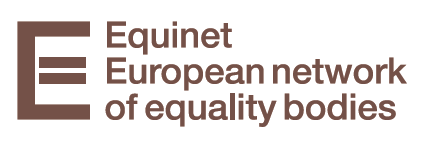 Equinet
European network
of equality bodies